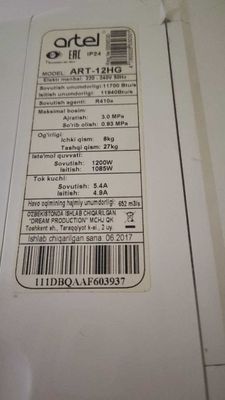 artel
IP24
MODEL ART-12HG
Elektr manbai: 220 - 240V 50Hz
Sovutish unumdorligi: 11700 Btu/s
Isitish unumdorligi: 11940Btu/s
Sovutish agenti: R410a
Maksimal bosim:
Ajratish: 3.0 MPa
So'rib olish: 0.93 MPa
Og'irligi:
Ichki qism: 8kg
Tashqi qism: 27kg
Iste'mol quvvati:
Sovutish: 1200W
Isitish: 1085W
Tok kuchi:
Sovutish: 5.4A
Isitish: 4.9A
Havo oqimining hajmiy unumdorligi: 652 m3/s
O'ZBEKISTONDA ISHLAB CHIQARILGAN
"DREAM PRODUCTION" MCHJ QK
Toshkent sh., Taraqqiyot k-si., 2 uy.
Ishlab chiqarilgan sana 06 2017
111DBQAAF603937